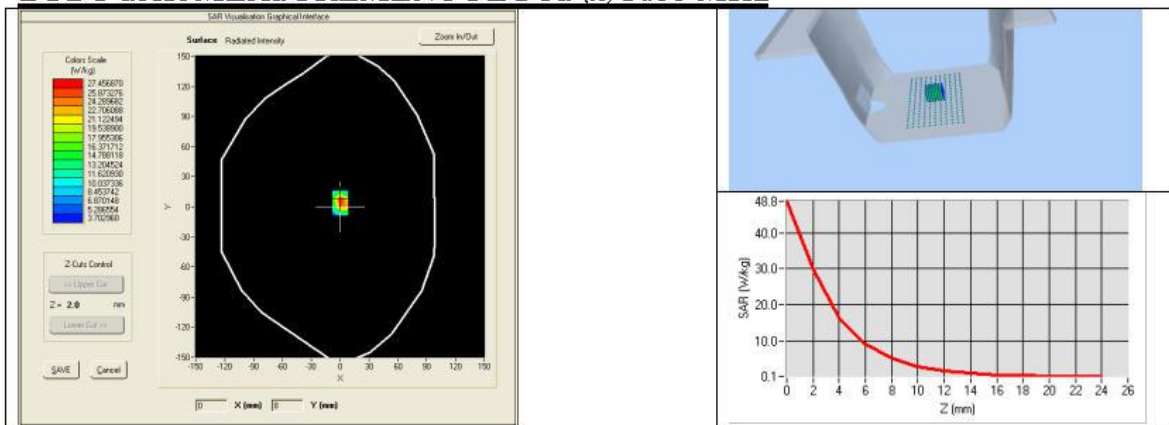 SAR Visualisation Graphical Interface
Surface Radiated Intensity
Zoom In/Out
Colors Scale
(W/kg)
27.456870
25.873276
24.289682
22.706088
21.122494
19.538900
17.955306
16.371712
14.788118
13.204524
11.620930
10.037336
8.453742
6.870148
5.286554
3.702960
150-
120-
90-
60-
30-
0-
-30-
-60-
-90-
-120-
-150-
Y
-150 -120 -90 -60 -30 0 30 60 90 120 150
X
Z-Cuts Control
<< Upper Cut
Z = 2.0 mm
Lower Cut >>
SAVE Cancel
0 X (mm) 0 Y (mm)
48.8-
40.0-
30.0-
20.0-
10.0-
0.1-
SAR (W/kg)
0 2 4 6 8 10 12 14 16 18 20 22 24 26
Z (mm)